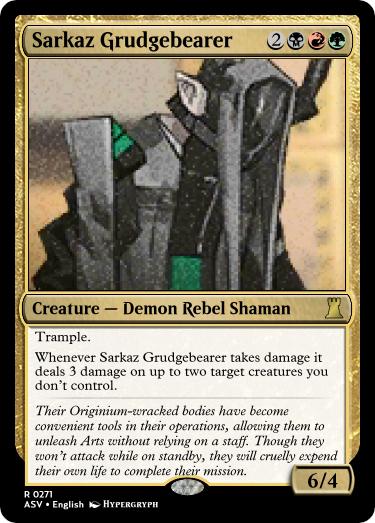 Sarkaz Grudgebearer 2
Creature — Demon Rebel Shaman
Trample.
Whenever Sarkaz Grudgebearer takes damage it
deals 3 damage on up to two target creatures you
don't control.
Their Originium-wracked bodies have become
convenient tools in their operations, allowing them to
unleash Arts without relying on a staff. Though they
won't attack while on standby, they will cruelly expend
their own life to complete their mission.
6/4
R 0271
ASV • English HYPERGRYPH